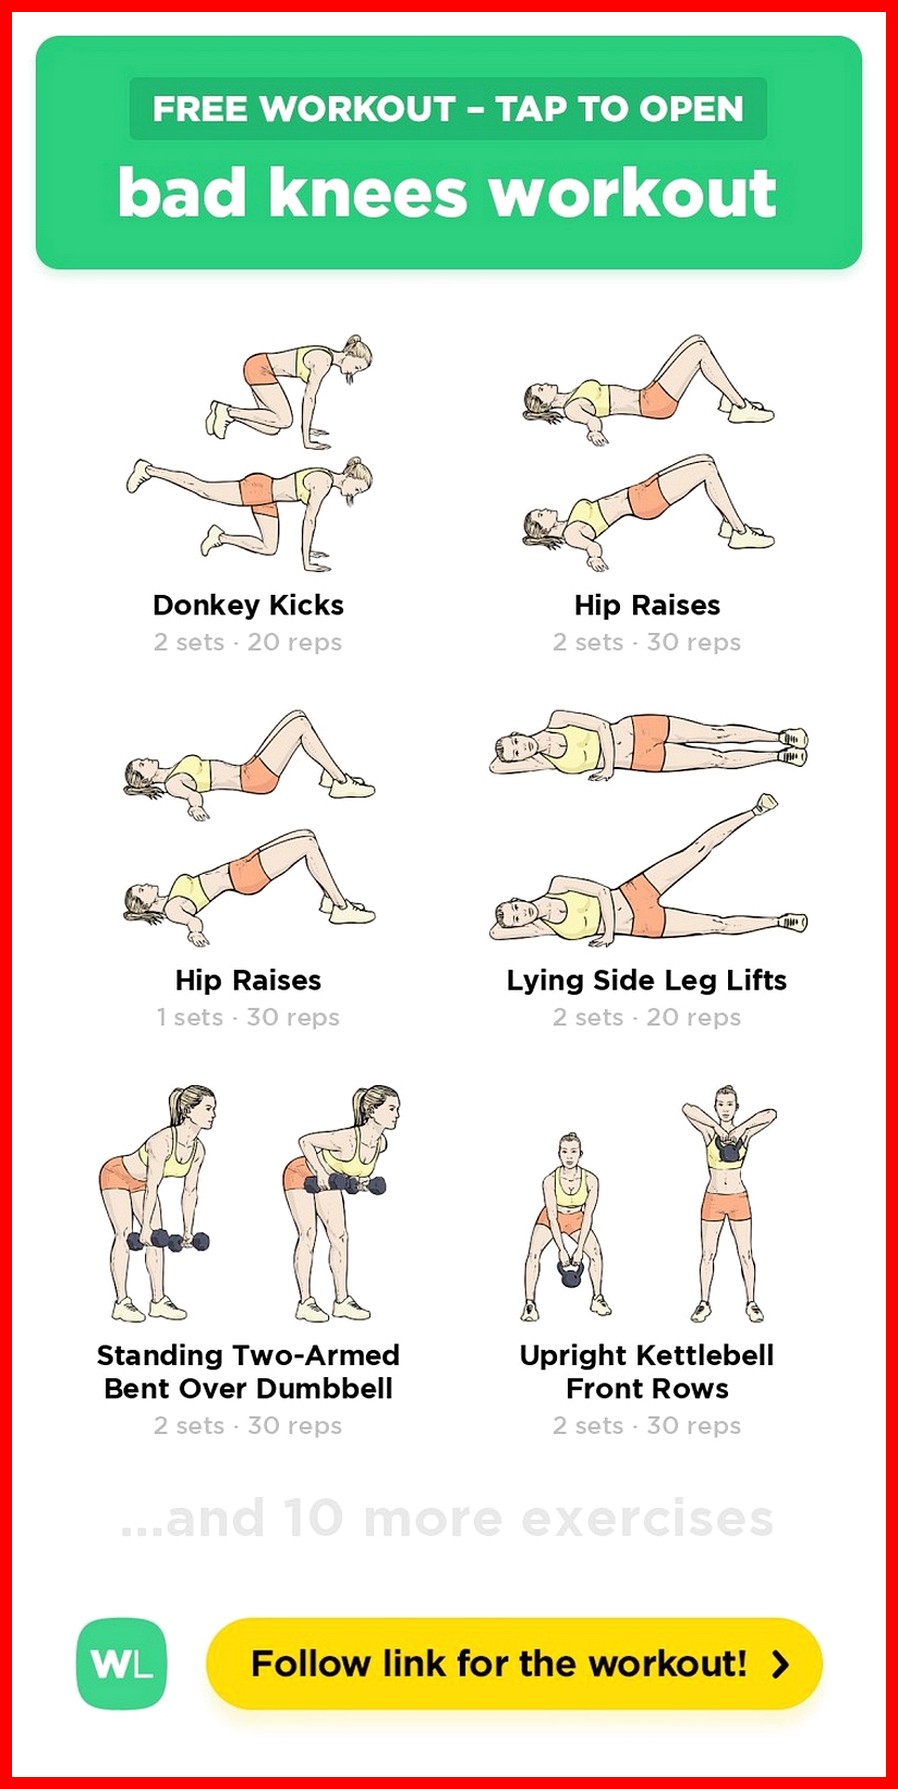 FREE WORKOUT – TAP TO OPEN
bad knees workout
Donkey Kicks
2 sets · 20 reps
Hip Raises
2 sets · 30 reps
Hip Raises
1 sets · 30 reps
Lying Side Leg Lifts
2 sets · 20 reps
Standing Two-Armed
Bent Over Dumbbell
2 sets · 30 reps
Upright Kettlebell
Front Rows
2 sets · 30 reps
...and 10 more exercises
WL
Follow link for the workout!